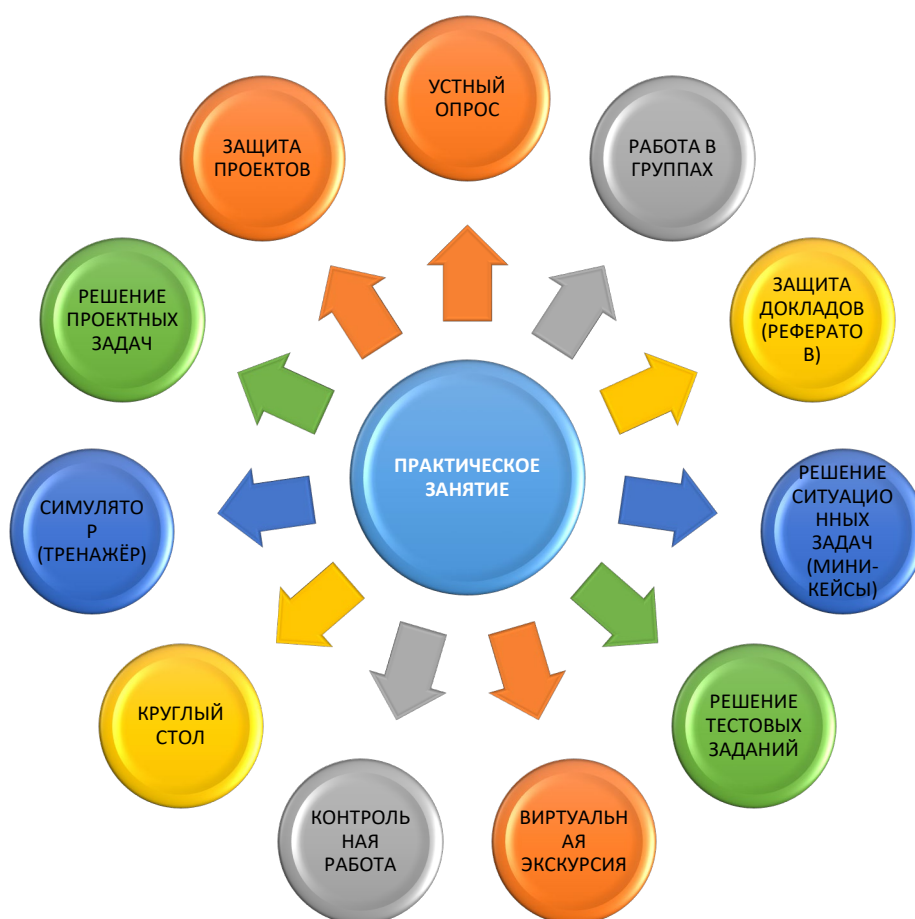 УСТНЫЙ
ОПРОС
РАБОТА В
ГРУППАХ
ЗАЩИТА
ДОКЛАДОВ
(РЕФЕРАТО
В)
РЕШЕНИЕ
СИТУАЦИО
ННЫХ
ЗАДАЧ
(МИНИ-
КЕЙСЫ)
РЕШЕНИЕ
ТЕСТОВЫХ
ЗАДАНИЙ
ВИРТУАЛЬН
АЯ
ЭКСКУРСИЯ
КОНТРОЛЬ
НАЯ
РАБОТА
КРУГЛЫЙ
СТОЛ
СИМУЛЯТО
Р
(ТРЕНАЖЁР)
РЕШЕНИЕ
ПРОЕКТНЫХ
ЗАДАЧ
ЗАЩИТА
ПРОЕКТОВ
ПРАКТИЧЕСКОЕ
ЗАНЯТИЕ